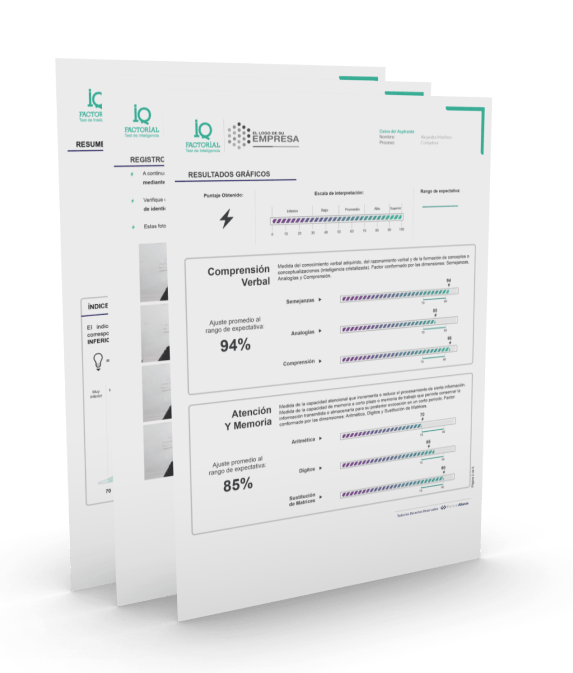 IQ
FACTORIAL
Test de Inteligencia
EL LOGO DE SU
EMPRESA
Datos del Aspirante
Nombre:
Proceso:
RESULTADOS GRÁFICOS
Puntaje Obtenido:
Escala de interpretación:
Rango de expectativa:
Inferior Bajo Promedio Alto Superior
0 10 20 30 40 50 60 70 80 90 100
Comprensión
Verbal
Medida del conocimiento verbal adquirido, del razonamiento verbal y de la formación de conceptos o
conceptualizaciones (inteligencia cristalizada). Factor conformado por las dimensiones: Semejanzas,
Analogías y Comprensión.
Ajuste promedio al
rango de expectativa:
94%
Semejanzas
Analogías
Comprensión
Atención
Y Memoria
Medida de la capacidad atencional que incrementa o reduce el procesamiento de cierta información.
Medida de la capacidad de memoria a corto plazo o memoria de trabajo que permite conservar la
información transmitida o almacenarla para su posterior evocación en un corto periodo. Factor
conformado por las dimensiones: Aritmética, Dígitos y Sustitución de Matrices.
Ajuste promedio al
rango de expectativa:
85%
Aritmética
Dígitos
Sustitución
de Matrices
IQ
FACTORIAL
Test de Inteligencia
REGISTRO
A continu
mediante
Verifique
de identi
Estas foto
IQ
FACTOR
Test de Intel
RESUME
ÍNDICE
El índic
corresp
INFERIO
Muy
inferior